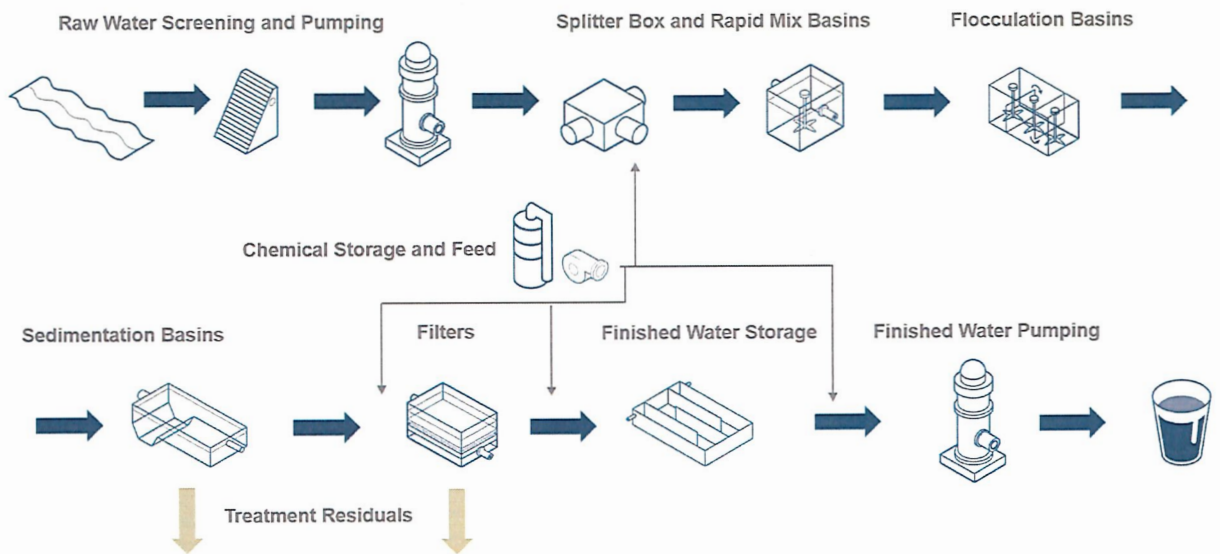 Raw Water Screening and Pumping
Splitter Box and Rapid Mix Basins
Flocculation Basins
Chemical Storage and Feed
Sedimentation Basins
Filters
Finished Water Storage
Finished Water Pumping
Treatment Residuals